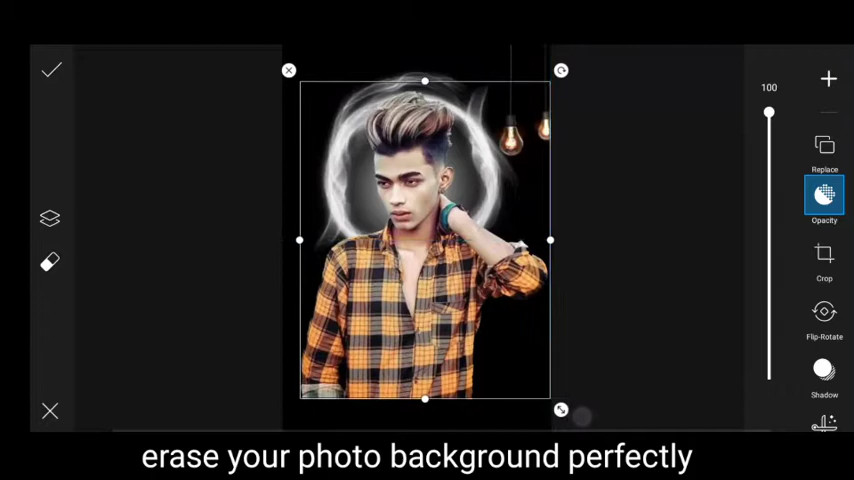 100
Replace
Opacity
Crop
Flip-Rotate
Shadow
erase your photo background perfectly